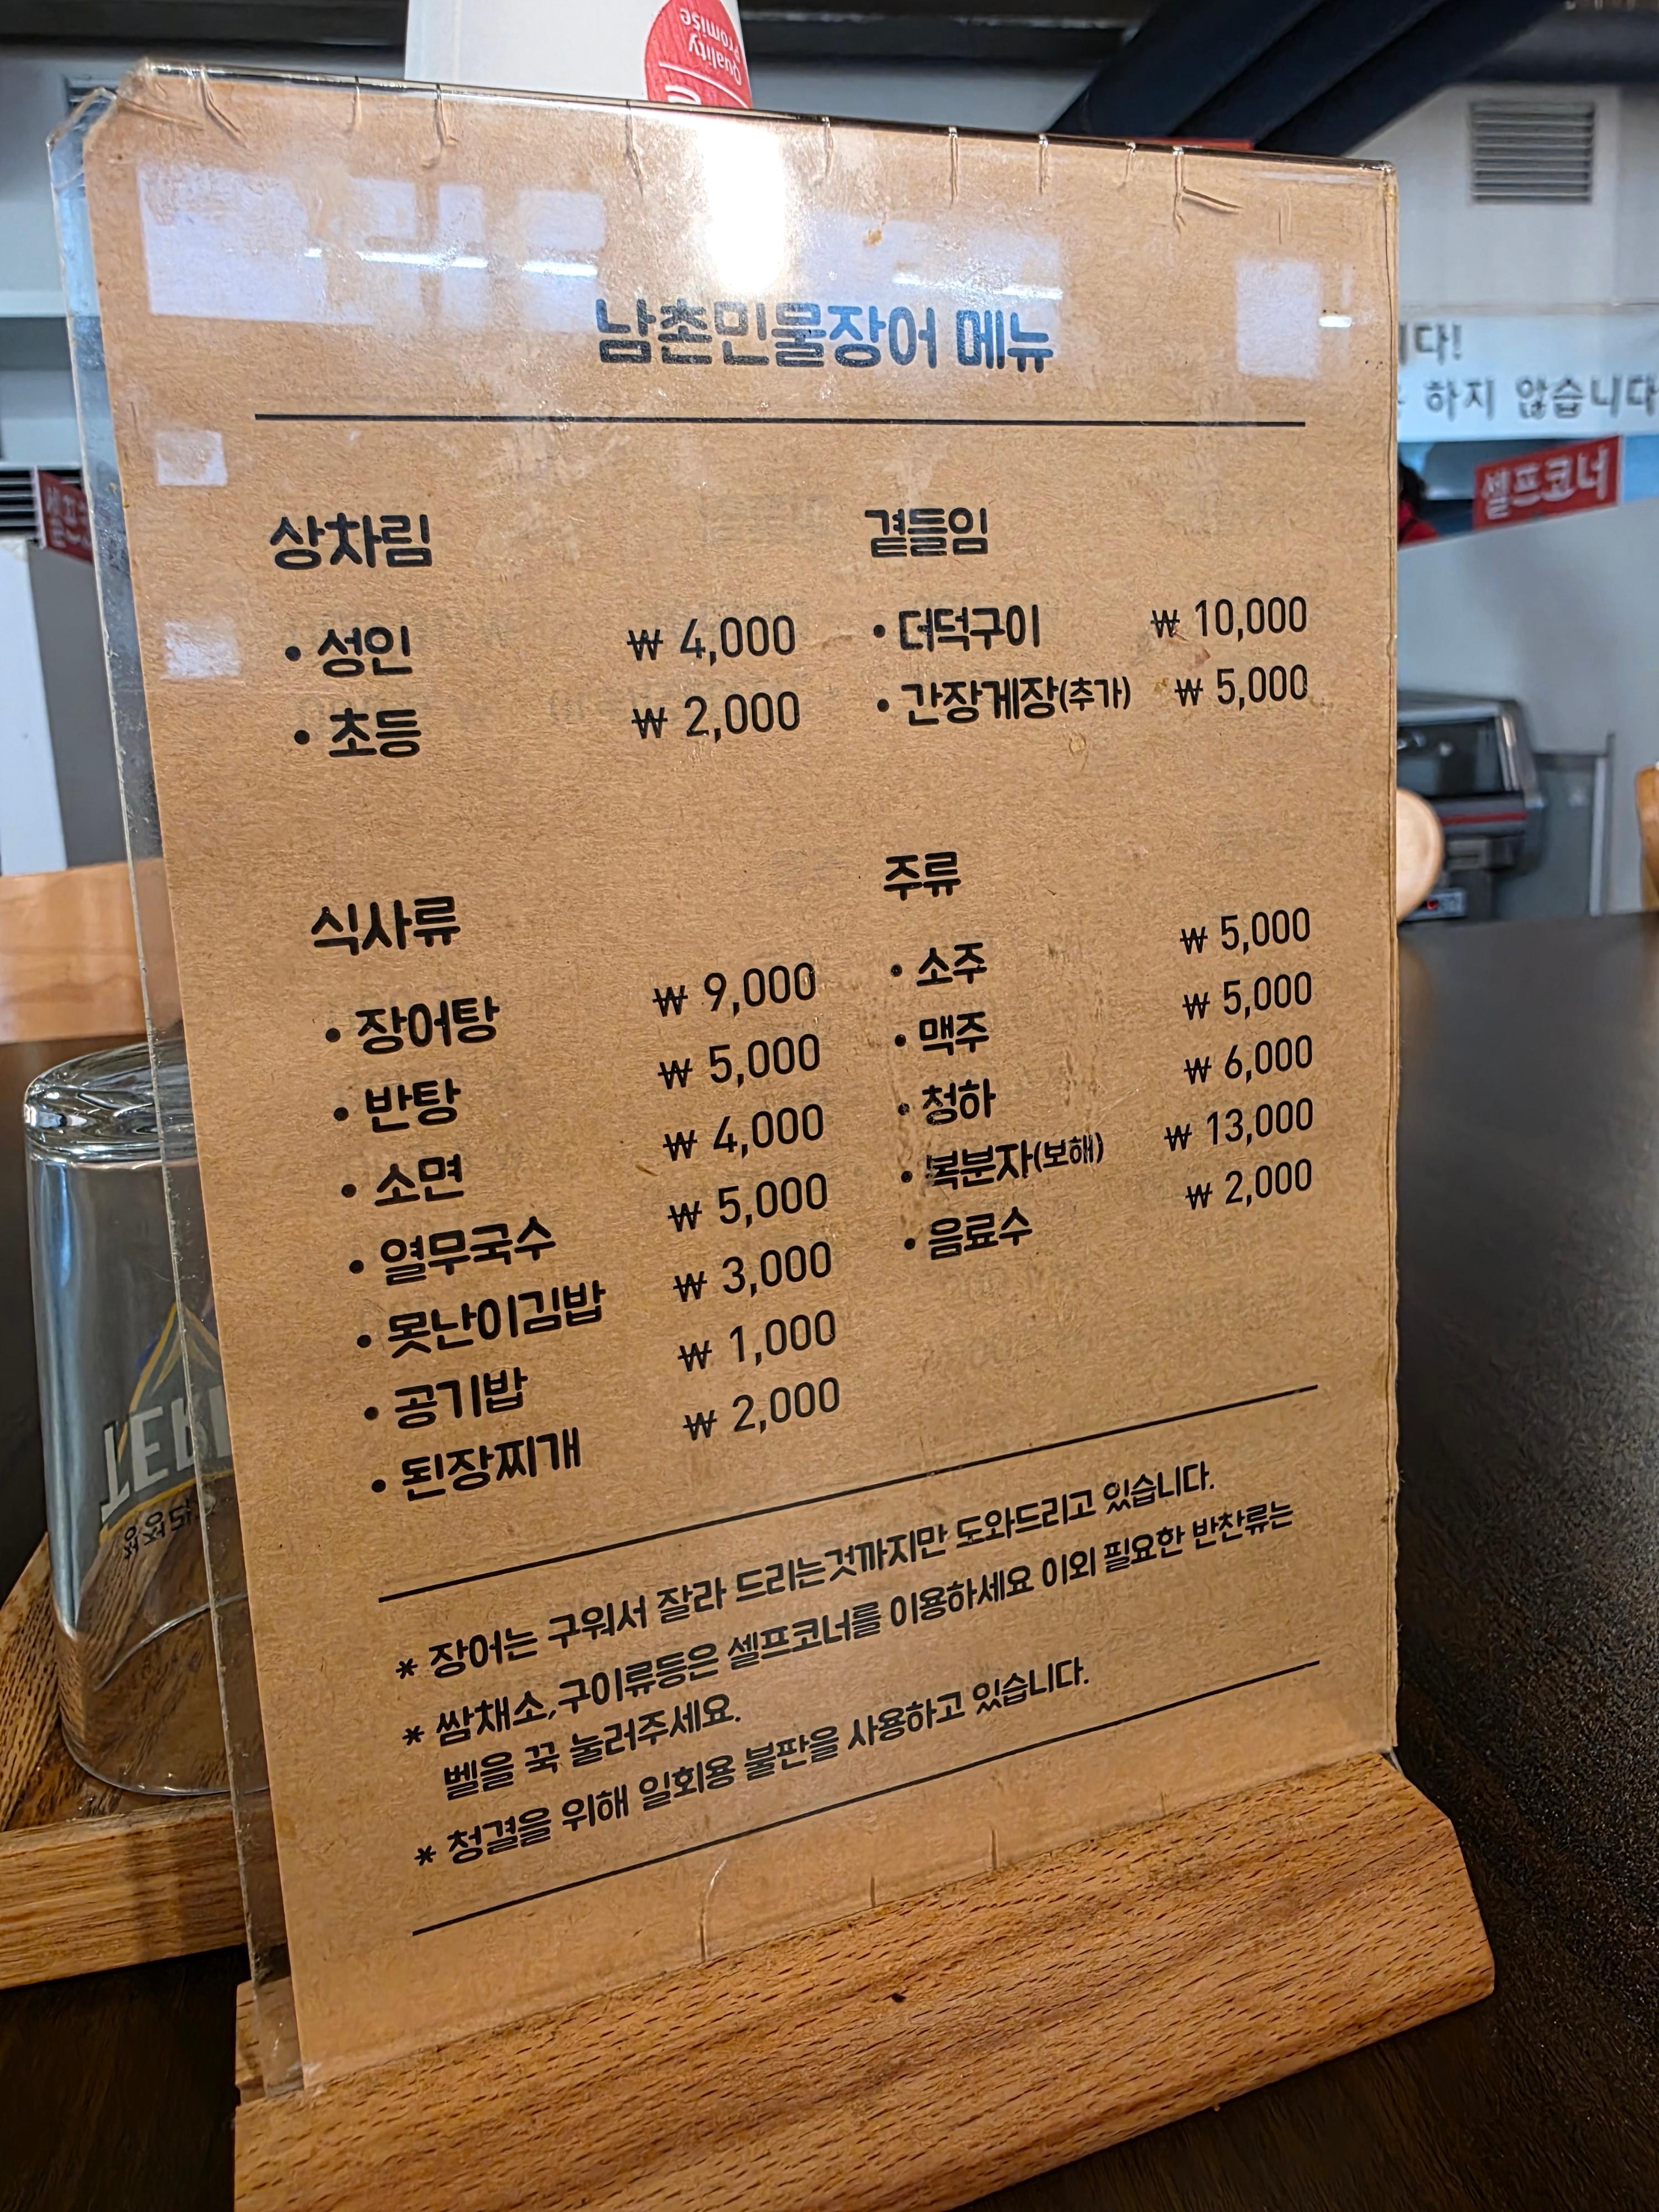 Quality
Promise
남촌민물장어 메뉴
상차림
• 성인 ₩ 4,000
• 초등 ₩ 2,000
곁들임
• 더덕구이 ₩ 10,000
• 간장게장(추가) ₩ 5,000
식사류
• 장어탕 ₩ 9,000
• 반탕 ₩ 5,000
• 소면 ₩ 4,000
• 열무국수 ₩ 5,000
• 못난이김밥 ₩ 3,000
• 공기밥 ₩ 1,000
• 된장찌개 ₩ 2,000
주류
• 소주 ₩ 5,000
• 맥주 ₩ 5,000
• 청하 ₩ 6,000
• 복분자(보해) ₩ 13,000
• 음료수 ₩ 2,000
* 장어는 구워서 잘라 드리는것까지만 도와드리고 있습니다.
* 쌈채소,구이류등은 셀프코너를 이용하세요 이외 필요한 반찬류는
벨을 꾹 눌러주세요.
* 청결을 위해 일회용 불판을 사용하고 있습니다.
하지 않습니다
셀프코너